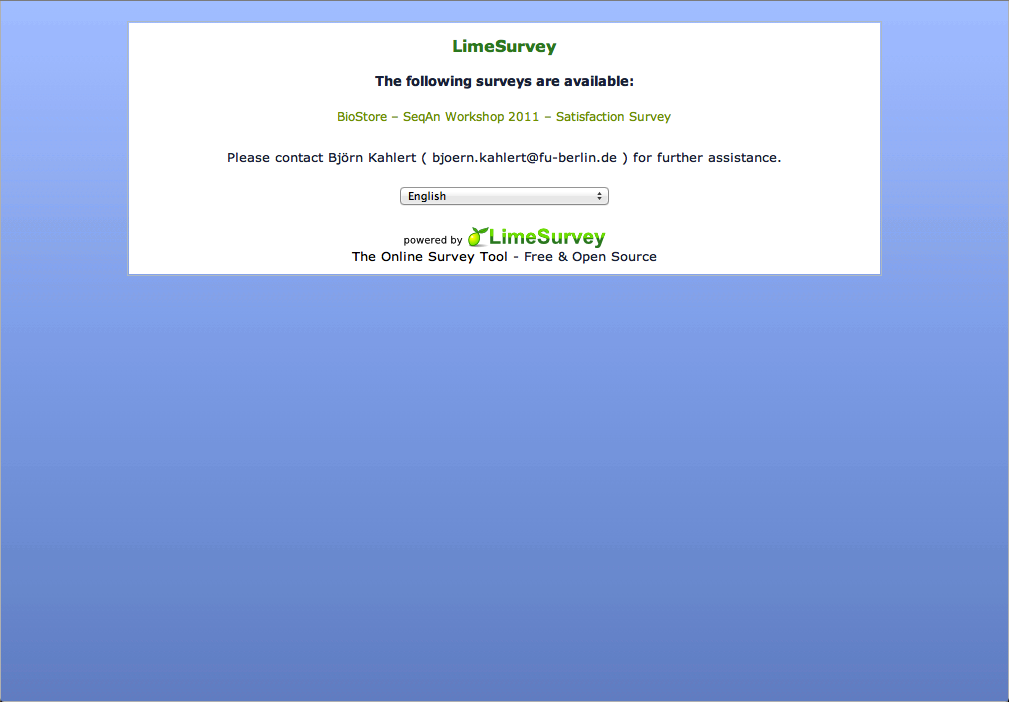 LimeSurvey
The following surveys are available:
BioStore – SeqAn Workshop 2011 – Satisfaction Survey
Please contact Björn Kahlert ( bjoern.kahlert@fu-berlin.de ) for further assistance.
English
powered by LimeSurvey
The Online Survey Tool - Free & Open Source